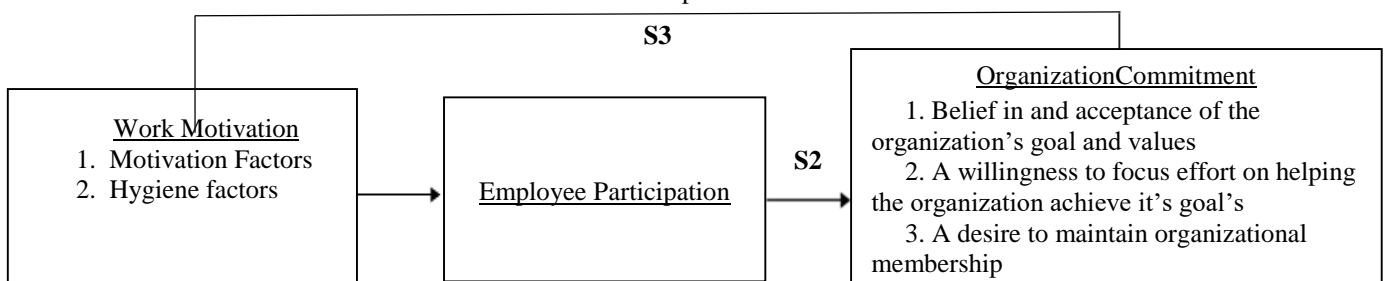 S3
Work Motivation
1. Motivation Factors
2. Hygiene factors
Employee Participation
S2
OrganizationCommitment
1. Belief in and acceptance of the
organization’s goal and values
2. A willingness to focus effort on helping
the organization achieve it’s goal’s
3. A desire to maintain organizational
membership